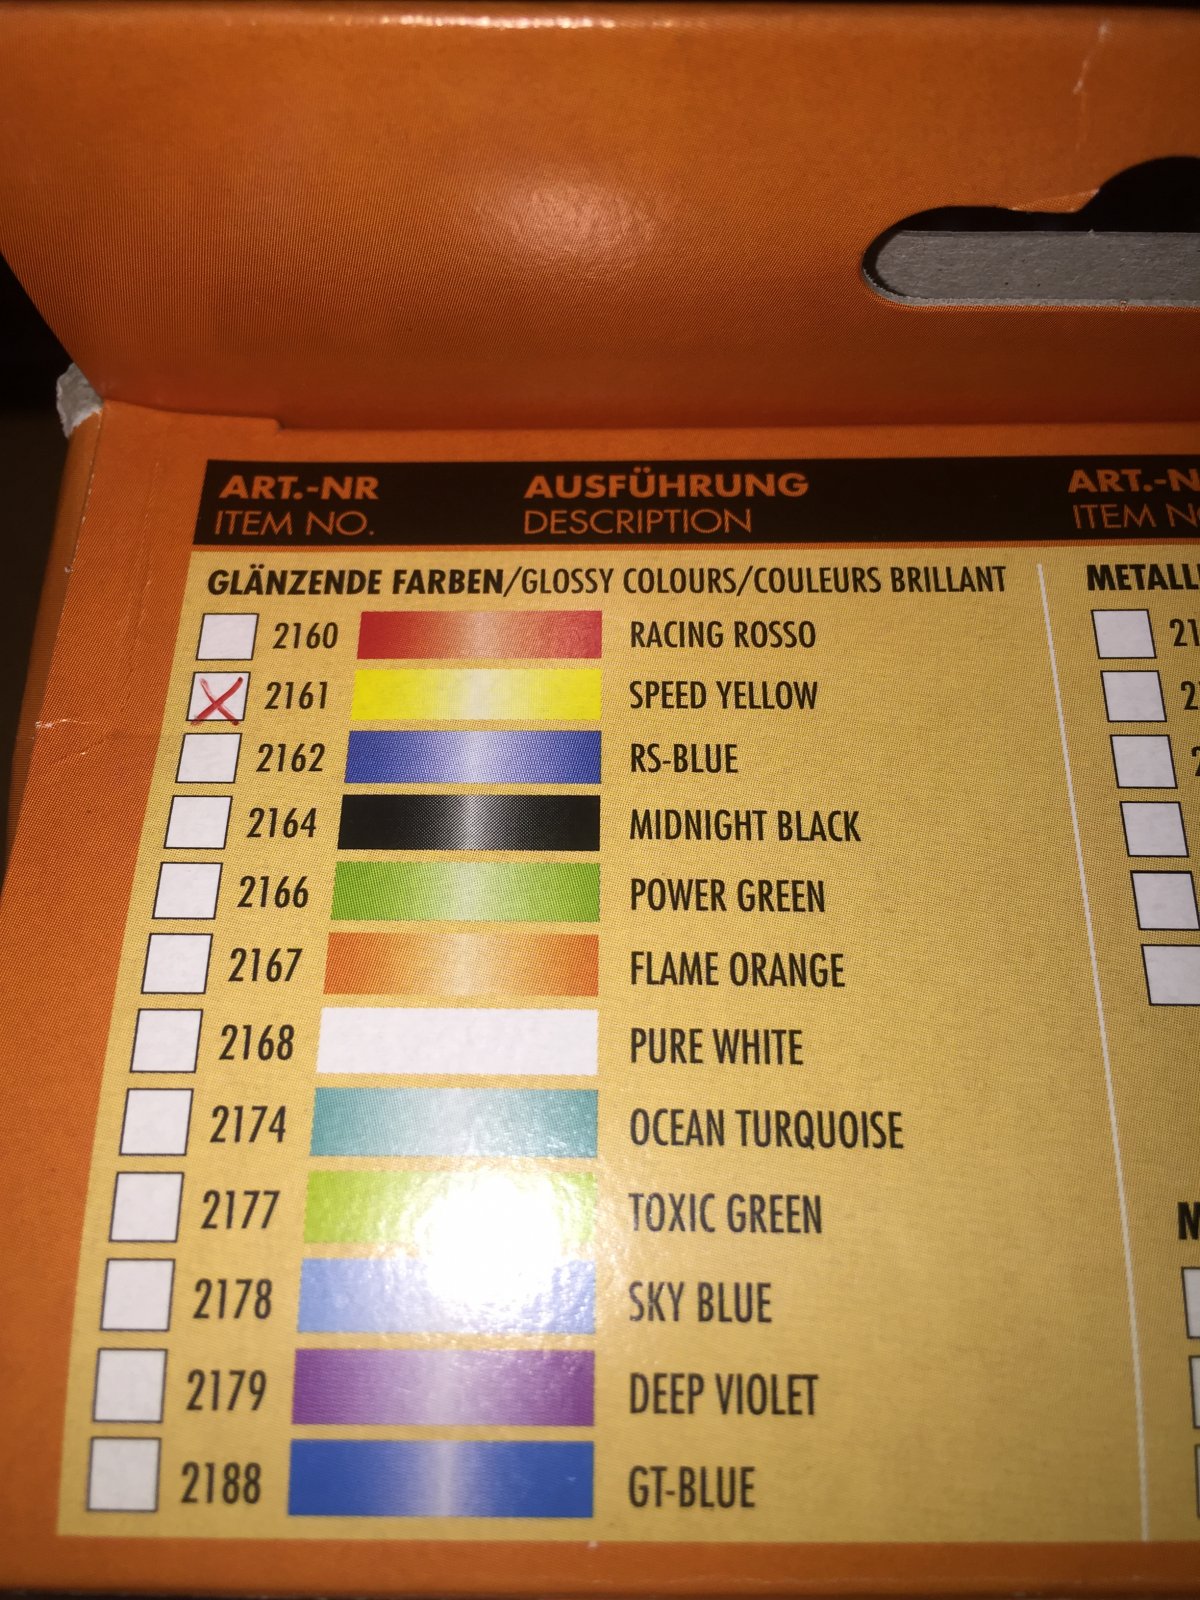 ART.-NR AUSFÜHRUNG
ITEM NO. DESCRIPTION ITEM
GLÄNZENDE FARBEN/GLOSSY COLOURS/COULEURS BRILLANT
2160 RACING ROSSO
2161 SPEED YELLOW
2162 RS-BLUE
2164 MIDNIGHT BLACK
2166 POWER GREEN
2167 FLAME ORANGE
2168 PURE WHITE
2174 OCEAN TURQUOISE
2177 TOXIC GREEN
2178 SKY BLUE
2179 DEEP VIOLET
2188 GT-BLUE